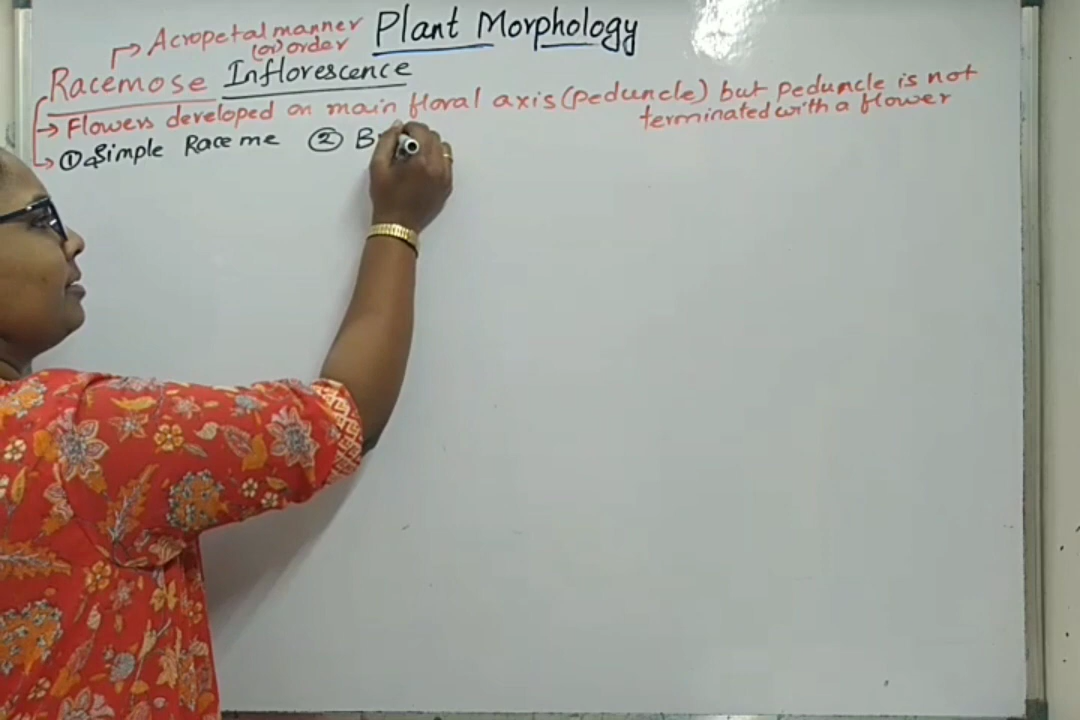 Plant Morphology
Acropetal manner
(or) order
Racemose Inflorescence
→ Flowers developed on main floral axis (peduncle) but peduncle is not
terminated with a flower
→ ① Simple Raceme ② B